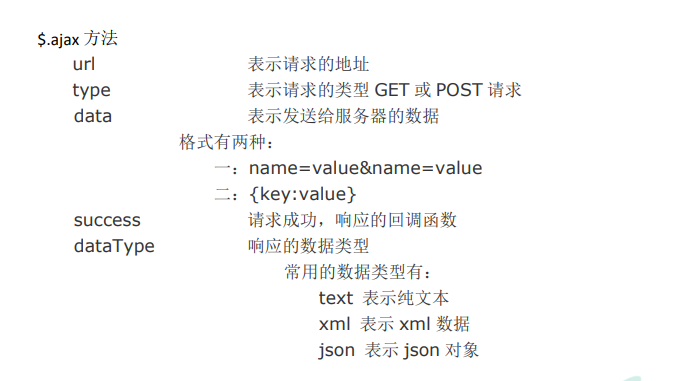 $.ajax 方法
url 表示请求的地址
type 表示请求的类型 GET 或 POST 请求
data 表示发送给服务器的数据
格式有两种：
一：name=value&name=value
二：{key:value}
success 请求成功，响应的回调函数
dataType 响应的数据类型
常用的数据类型有：
text 表示纯文本
xml 表示 xml 数据
json 表示 json 对象